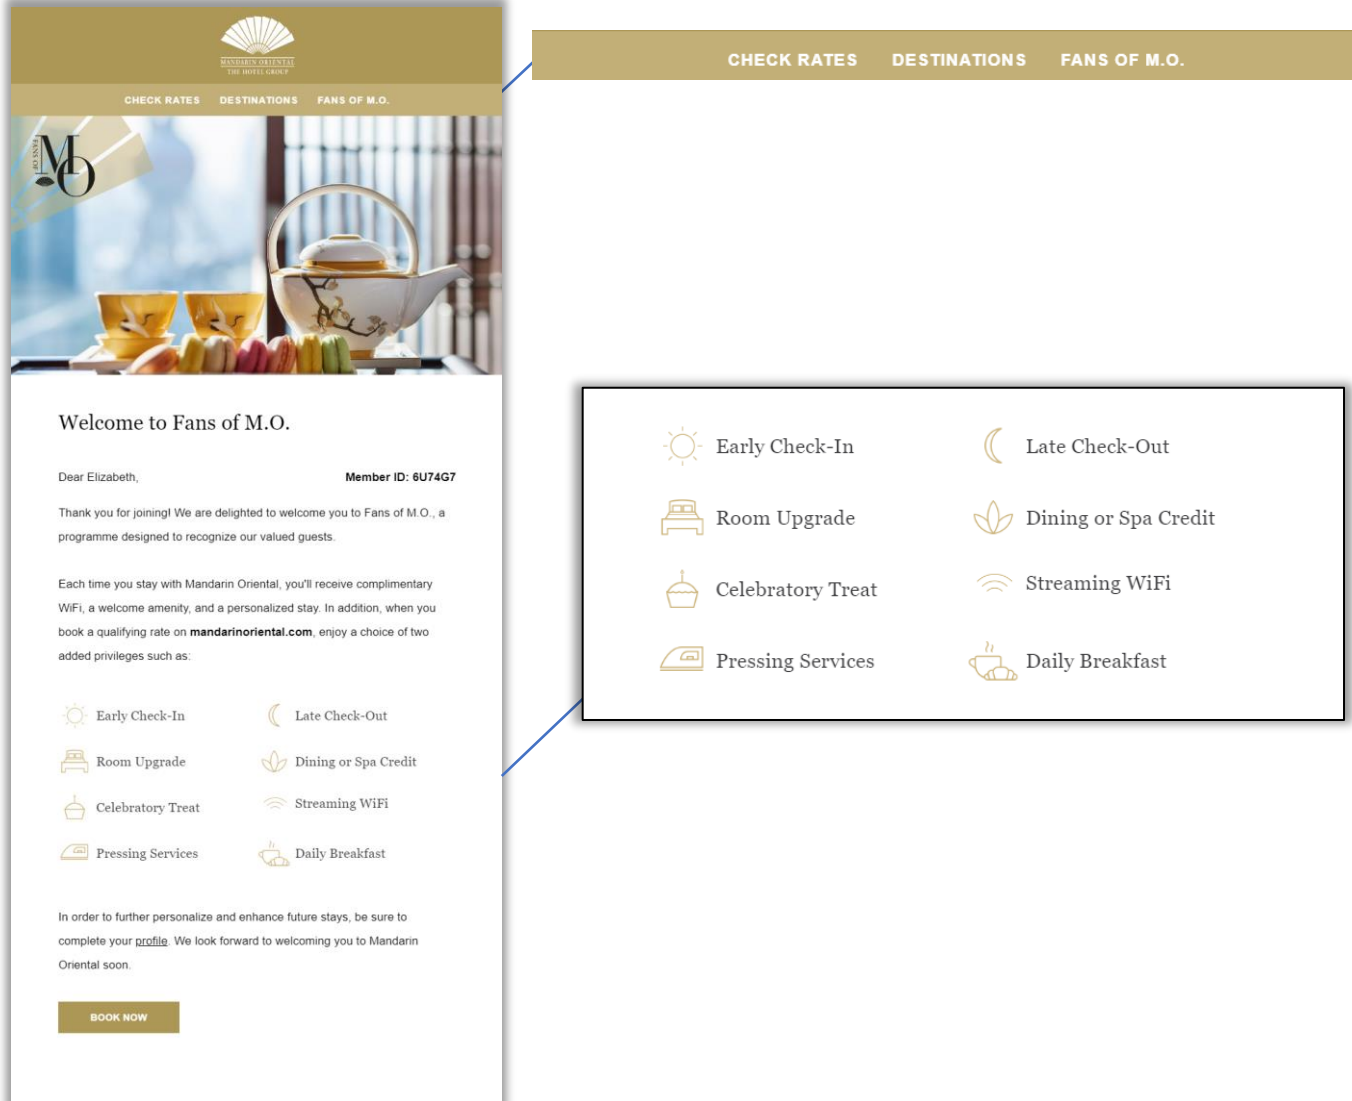 MANDARIN ORIENTAL
THE HOTEL GROUP
CHECK RATES DESTINATIONS FANS OF M.O.
FANS OF
MO
Welcome to Fans of M.O.
Dear Elizabeth, Member ID: 6U74G7
Thank you for joining! We are delighted to welcome you to Fans of M.O., a
programme designed to recognize our valued guests.
Each time you stay with Mandarin Oriental, you'll receive complimentary
WiFi, a welcome amenity, and a personalized stay. In addition, when you
book a qualifying rate on mandarinoriental.com, enjoy a choice of two
added privileges such as:
Early Check-In Late Check-Out
Room Upgrade Dining or Spa Credit
Celebratory Treat Streaming WiFi
Pressing Services Daily Breakfast
In order to further personalize and enhance future stays, be sure to
complete your profile. We look forward to welcoming you to Mandarin
Oriental soon.
BOOK NOW
CHECK RATES DESTINATIONS FANS OF M.O.
Early Check-In Late Check-Out
Room Upgrade Dining or Spa Credit
Celebratory Treat Streaming WiFi
Pressing Services Daily Breakfast